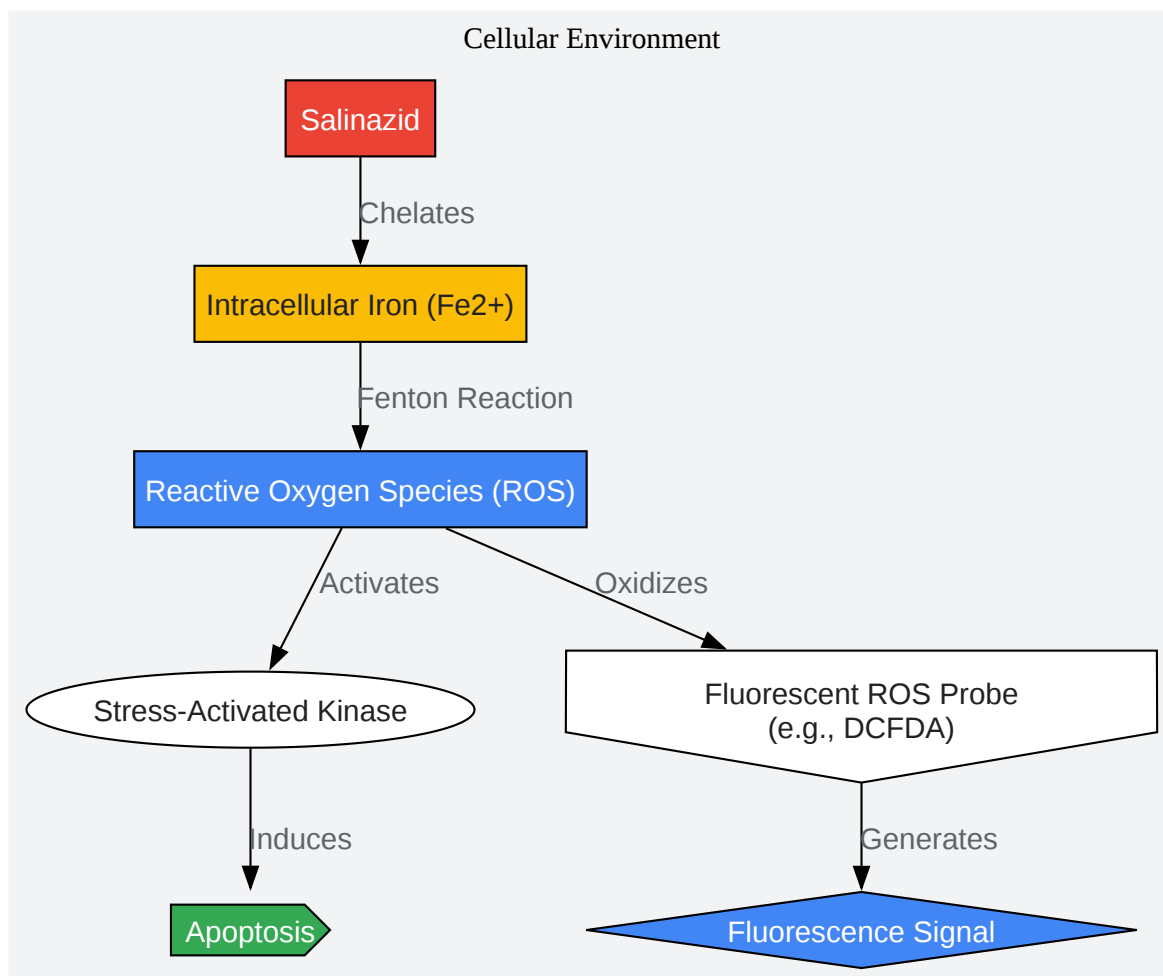 Cellular Environment
Salinazid
Chelates
Intracellular Iron (Fe2+)
Fenton Reaction
Reactive Oxygen Species (ROS)
Activates
Oxidizes
Stress-Activated Kinase
Fluorescent ROS Probe
(e.g., DCFDA)
Induces
Generates
Apoptosis
Fluorescence Signal